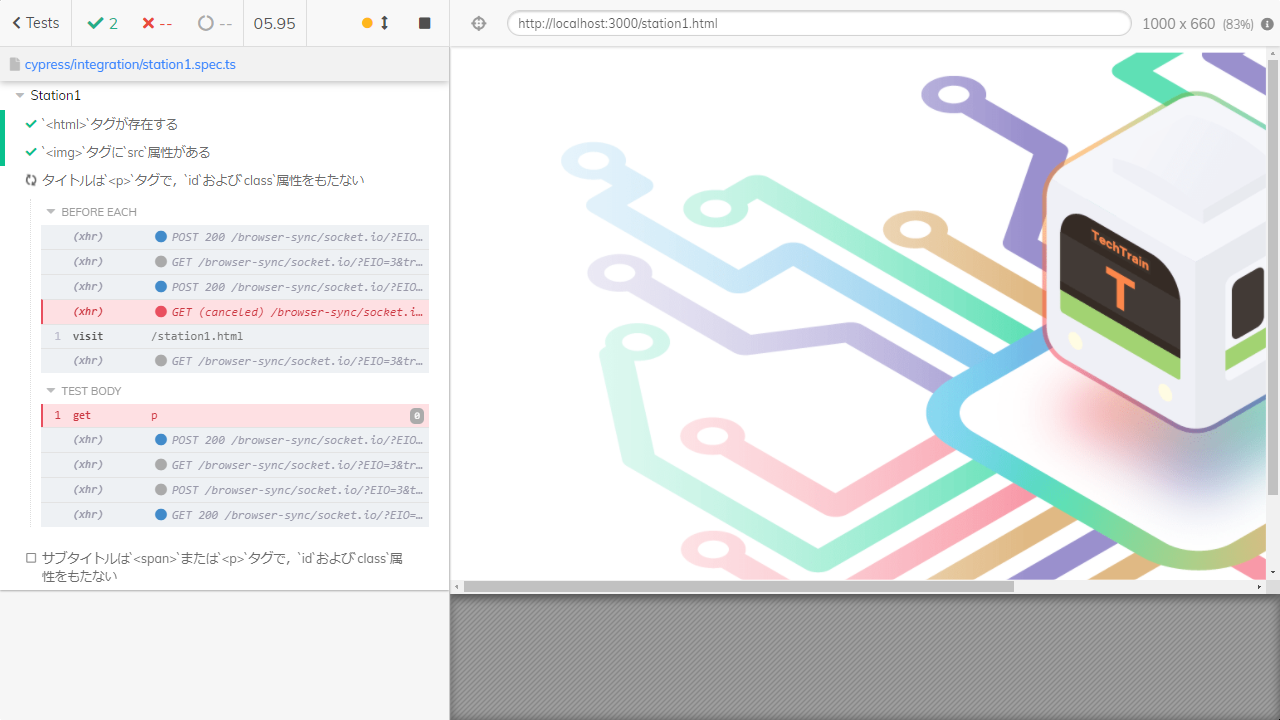 Tests 2 -- -- 05.95
http://localhost:3000/station1.html 1000 x 660 (83%)
cypress/integration/station1.spec.ts
Station1
`<html>`タグが存在する
`<img>`タグに`src`属性がある
タイトルは`<p>`タグで，`id`および`class`属性をもたない
BEFORE EACH
(xhr) POST 200 /browser-sync/socket.io/?EIO…
(xhr) GET /browser-sync/socket.io/?EIO=3&tr…
(xhr) POST 200 /browser-sync/socket.io/?EIO…
(xhr) GET (canceled) /browser-sync/socket.i…
1 visit /station1.html
(xhr) GET /browser-sync/socket.io/?EIO=3&tr…
TEST BODY
1 get p 0
(xhr) POST 200 /browser-sync/socket.io/?EIO…
(xhr) GET /browser-sync/socket.io/?EIO=3&tr…
(xhr) POST /browser-sync/socket.io/?EIO=3&t…
(xhr) GET 200 /browser-sync/socket.io/?EIO=…
サブタイトルは`<span>`または`<p>`タグで，`id`および`class`属
性をもたない
TechTrain
T